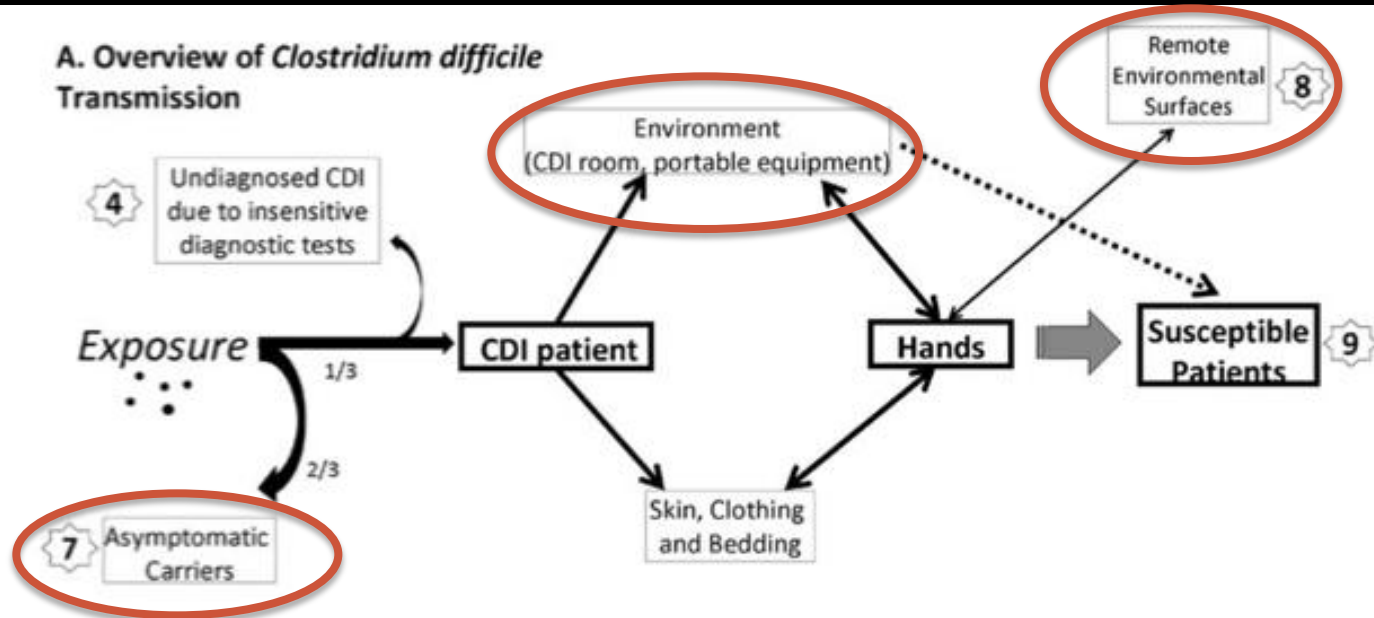 A. Overview of Clostridium difficile
Transmission
Remote
Environmental
Surfaces
8
Environment
(CDI room, portable equipment)
4
Undiagnosed CDI
due to insensitive
diagnostic tests
Exposure
1/3
CDI patient
Hands
Susceptible
Patients
9
2/3
Skin, Clothing
and Bedding
7
Asymptomatic
Carriers